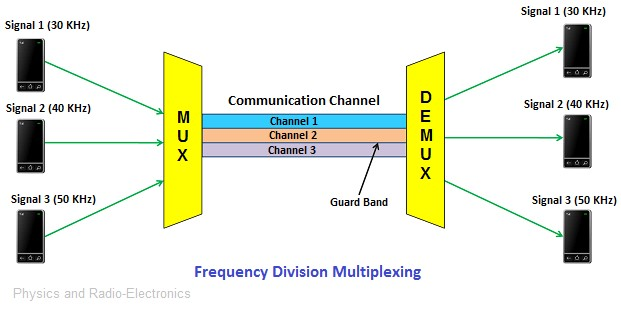 Signal 1 (30 KHz)
Signal 1 (30 KHz)
Signal 2 (40 KHz)
Signal 2 (40 KHz)
Signal 3 (50 KHz)
Signal 3 (50 KHz)
MUX
Communication Channel
Channel 1
Channel 2
Channel 3
DEMUX
Guard Band
Frequency Division Multiplexing
Physics and Radio-Electronics